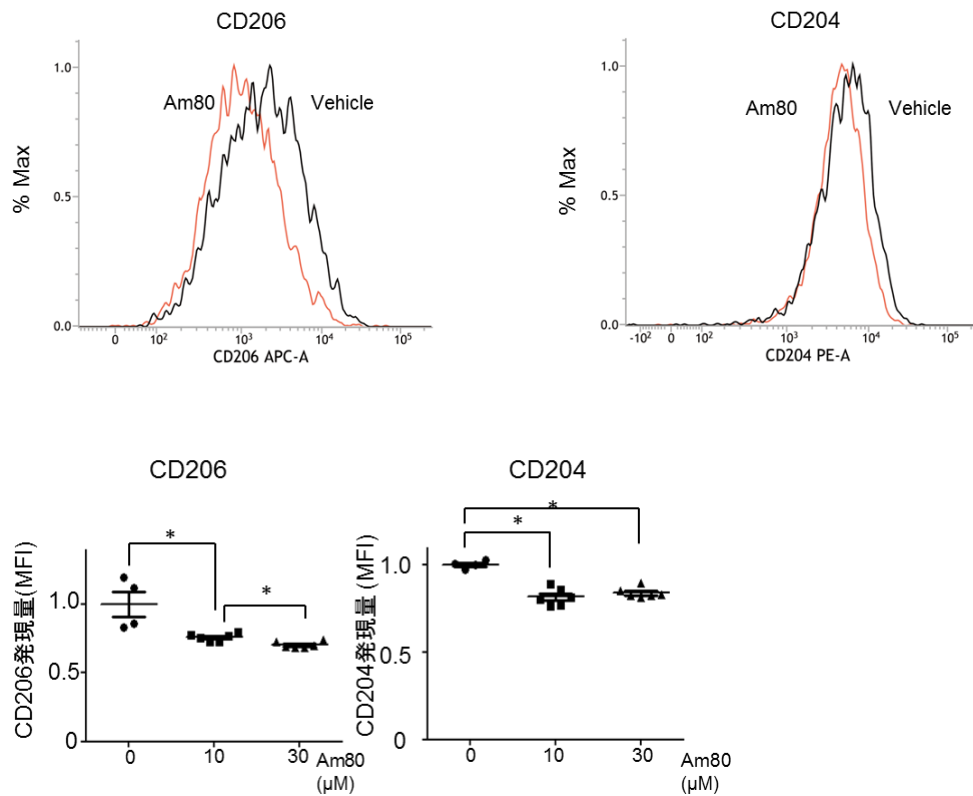 CD206
1.0
0.5
0.0
% Max
Am80
Vehicle
0 10² 10³ 10⁴ 10⁵
CD206 APC-A
CD204
1.0
0.5
0.0
% Max
Am80
Vehicle
-10² 0 10² 10³ 10⁴ 10⁵
CD204 PE-A
CD206
CD206発現量(MFI)
1.0
0.5
0
*
*
0 10 30 Am80
(μM)
CD204
CD204発現量 (MFI)
1.0
0.5
0
*
*
0 10 30 Am80
(μM)